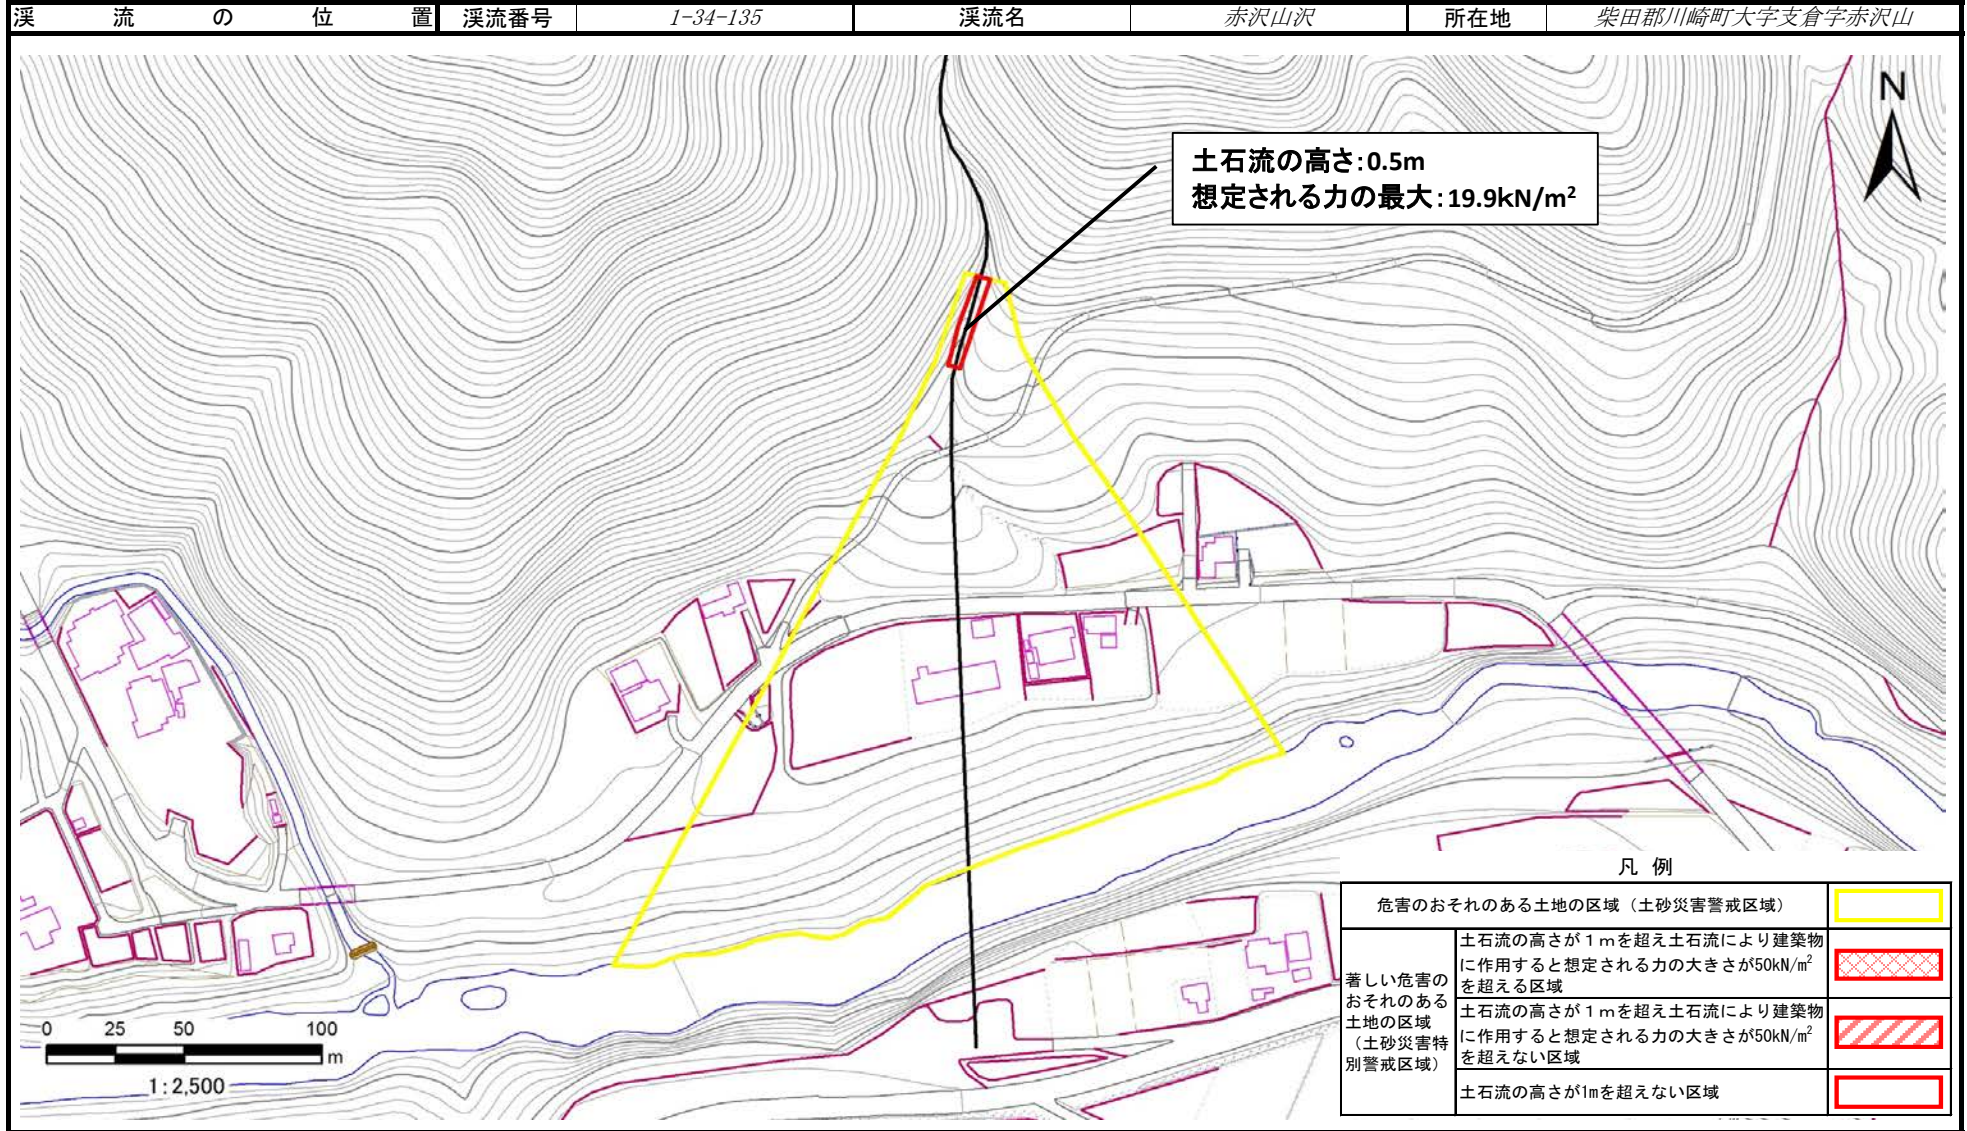 渓流の位置 渓流番号 1-34-135 渓流名 赤沢山沢 所在地 柴田郡川崎町大字支倉字赤沢山
N
土石流の高さ:0.5m
想定される力の最大:19.9kN/m²
凡 例
危害のおそれのある土地の区域（土砂災害警戒区域）
著しい危害の
おそれのある
土地の区域
（土砂災害特
別警戒区域）
土石流の高さが１ｍを超え土石流により建築物
に作用すると想定される力の大きさが50kN/m²
を超える区域
土石流の高さが１ｍを超え土石流により建築物
に作用すると想定される力の大きさが50kN/m²
を超えない区域
土石流の高さが1mを超えない区域
0 25 50 100
m
1:2,500